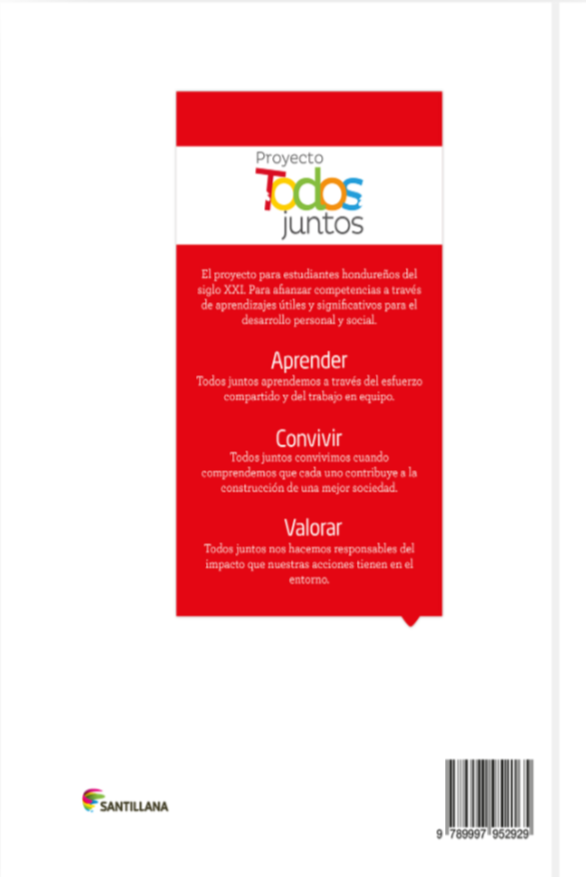 Proyecto
Todos
juntos
El proyecto para estudiantes hondureños del
siglo XXI. Para afianzar competencias a través
de aprendizajes útiles y significativos para el
desarrollo personal y social.
Aprender
Todos juntos aprendemos a través del esfuerzo
compartido y del trabajo en equipo.
Convivir
Todos juntos convivimos cuando
comprendemos que cada uno contribuye a la
construcción de una mejor sociedad.
Valorar
Todos juntos nos hacemos responsables del
impacto que nuestras acciones tienen en el
entorno.
SANTILLANA
9 789997 952929